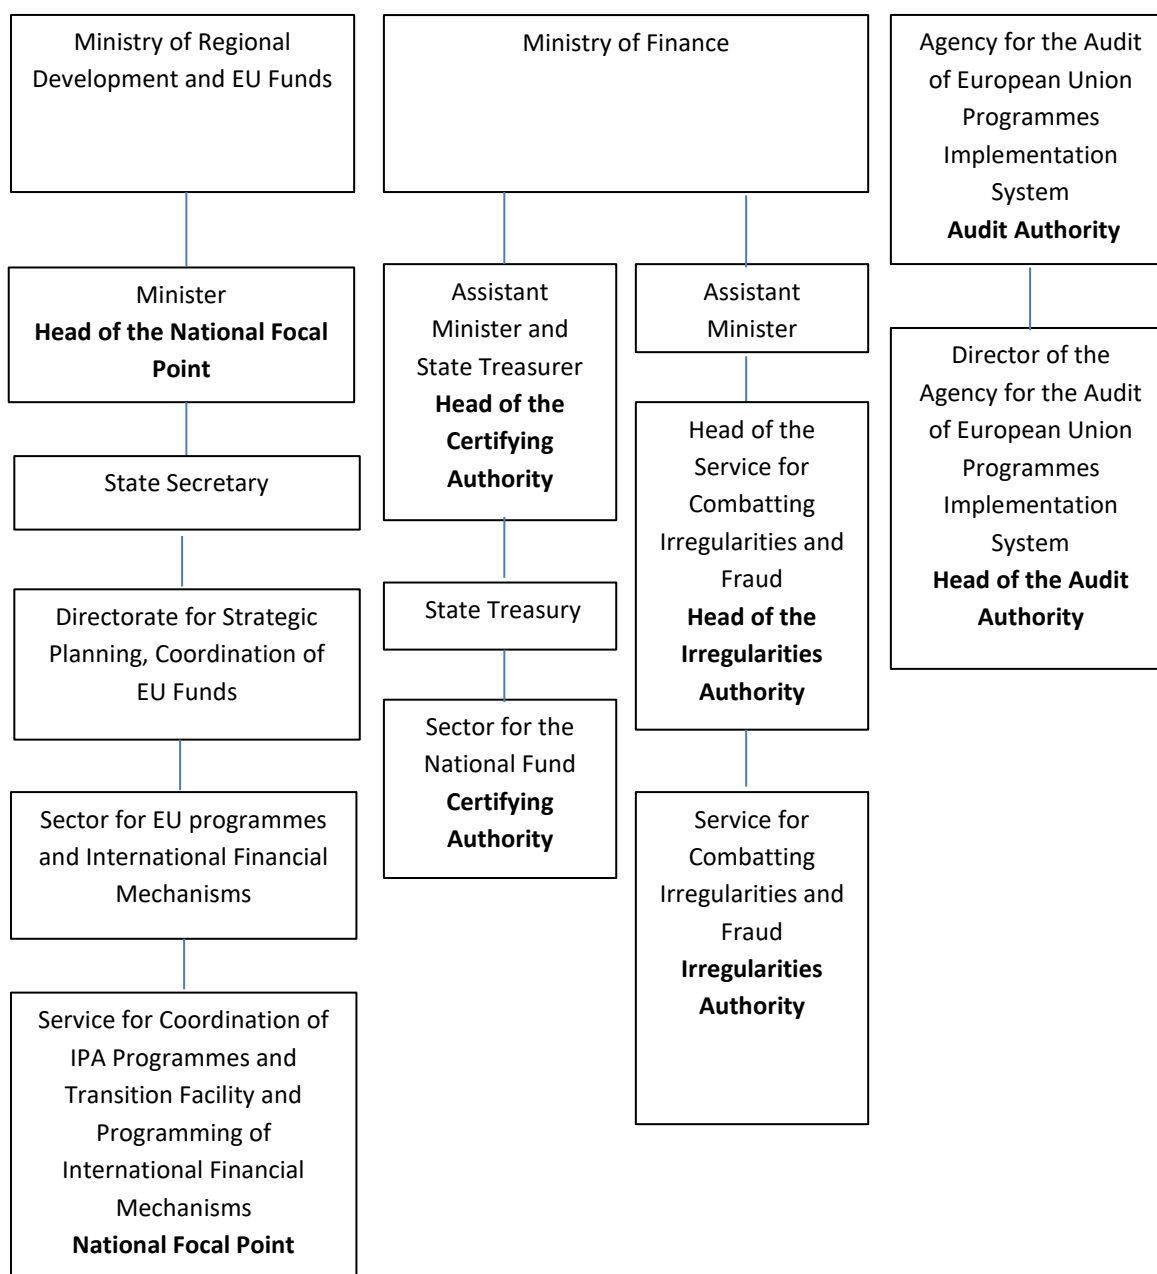 Ministry of Regional
Development and EU Funds
Minister
Head of the National Focal
Point
State Secretary
Directorate for Strategic
Planning, Coordination of
EU Funds
Sector for EU programmes
and International Financial
Mechanisms
Service for Coordination of
IPA Programmes and
Transition Facility and
Programming of
International Financial
Mechanisms
National Focal Point
Ministry of Finance
Assistant
Minister and
State Treasurer
Head of the
Certifying
Authority
State Treasury
Sector for the
National Fund
Certifying
Authority
Assistant
Minister
Head of the
Service for
Combatting
Irregularities and
Fraud
Head of the
Irregularities
Authority
Service for
Combatting
Irregularities and
Fraud
Irregularities
Authority
Agency for the Audit
of European Union
Programmes
Implementation
System
Audit Authority
Director of the
Agency for the Audit
of European Union
Programmes
Implementation
System
Head of the Audit
Authority